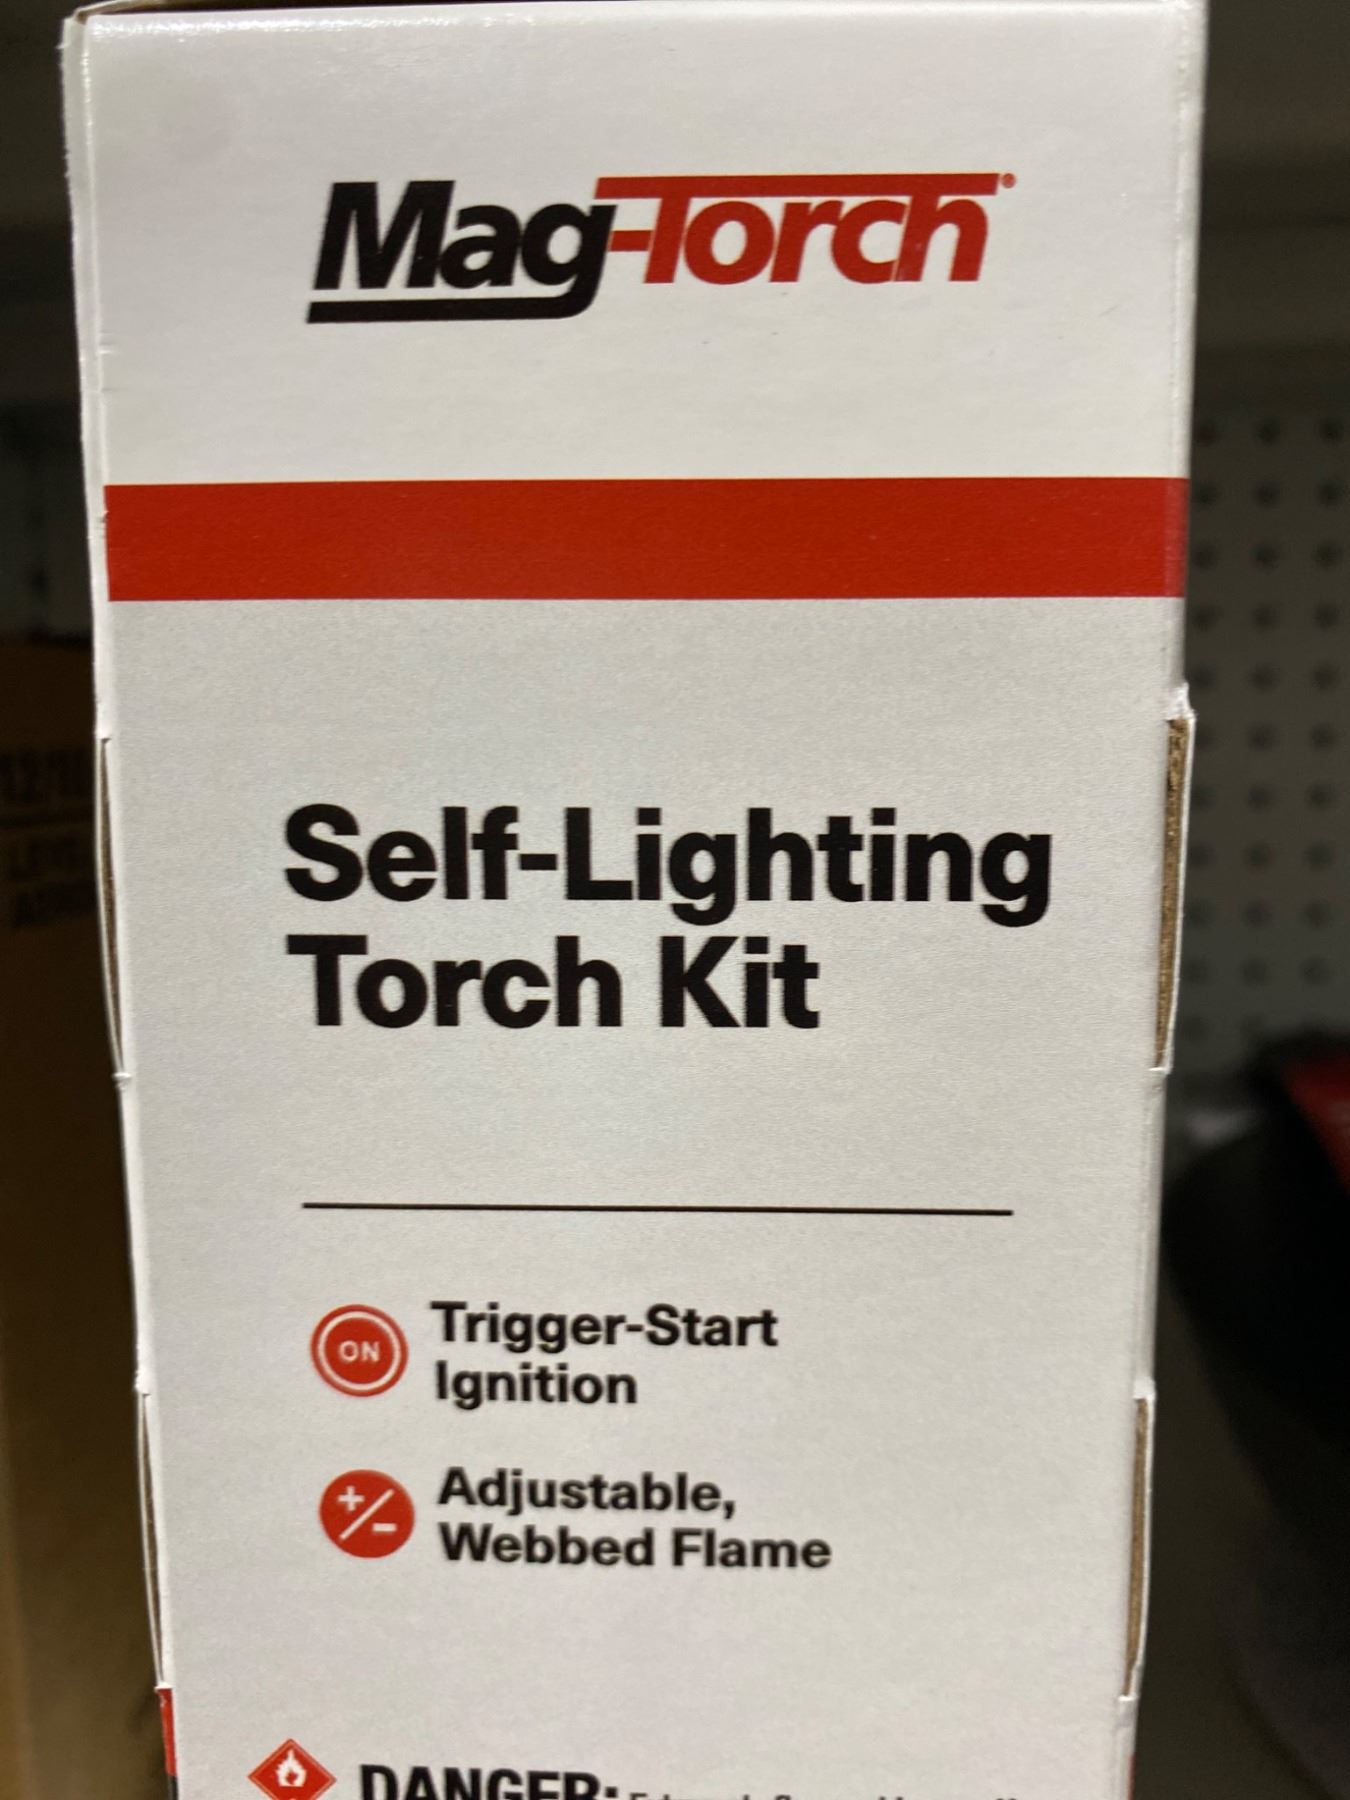 Mag-Torch
Self-Lighting
Torch Kit
ON
Trigger-Start
Ignition
+/-
Adjustable,
Webbed Flame
DANGER: